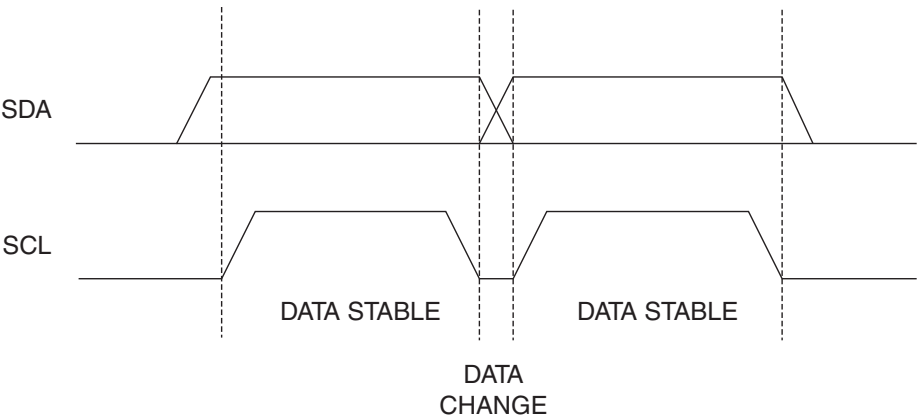 SDA
SCL
DATA STABLE
DATA STABLE
DATA
CHANGE